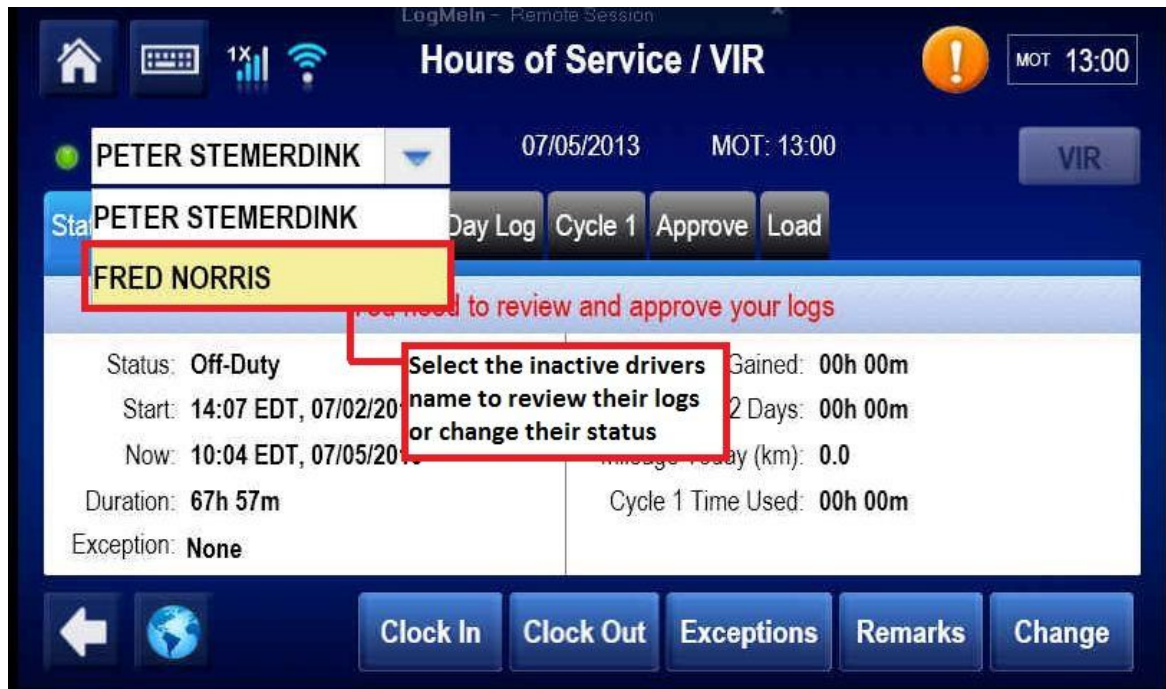 LogMeIn - Remote Session
1X
Hours of Service / VIR
!
MOT 13:00
PETER STEMERDINK
07/05/2013
MOT: 13:00
VIR
PETER STEMERDINK
FRED NORRIS
Day Log
Cycle 1
Approve
Load
need to review and approve your logs
Select the inactive drivers
name to review their logs
or change their status
Status: Off-Duty
Gained: 00h 00m
Start: 14:07 EDT, 07/02/20
2 Days: 00h 00m
Now: 10:04 EDT, 07/05/20
(km): 0.0
Duration: 67h 57m
Cycle 1 Time Used: 00h 00m
Exception: None
Clock In
Clock Out
Exceptions
Remarks
Change